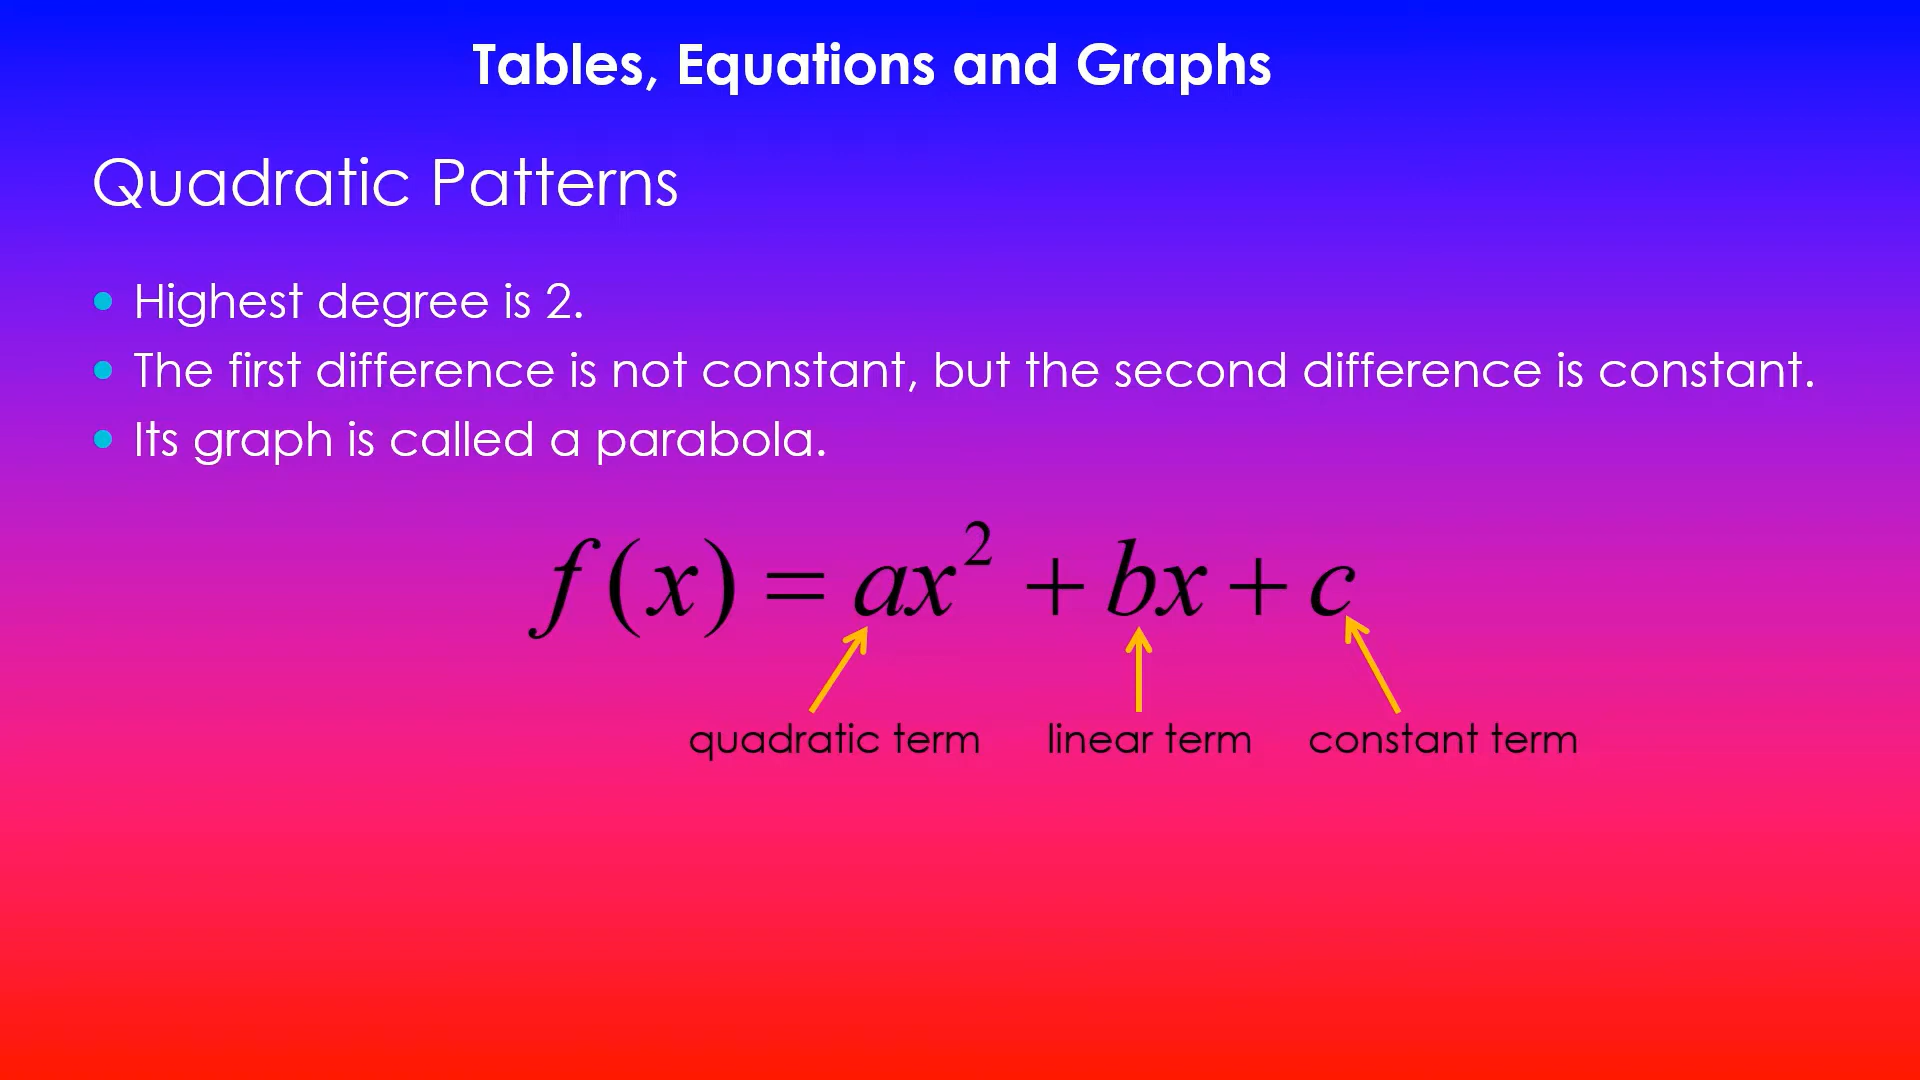 Tables, Equations and Graphs
Quadratic Patterns
• Highest degree is 2.
• The first difference is not constant, but the second difference is constant.
• Its graph is called a parabola.
f(x) = ax² + bx + c
quadratic term linear term constant term